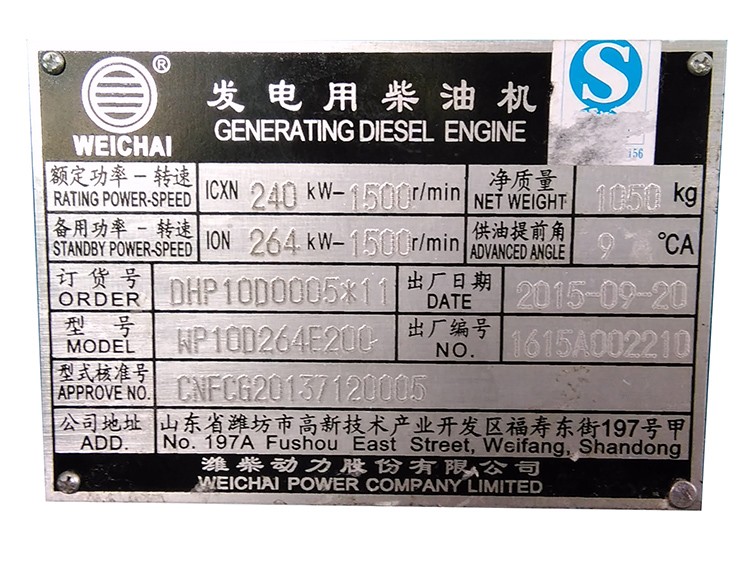 ®
WEICHAI
发电用柴油机
GENERATING DIESEL ENGINE
S
156
额定功率－转速 ICXN 240 kW-1500r/min 净质量 1050 kg
RATING POWER-SPEED NET WEIGHT
备用功率－转速 ION 264 kW-1500r/min 供油提前角 9 °CA
STANDBY POWER-SPEED ADVANCED ANGLE
订货号 DHP10D0005*11 出厂日期 2015-09-20
ORDER DATE
型号 WP10D264E200 出厂编号 1615A002210
MODEL NO.
型式核准号 CNFCG20137120005
APPROVE NO.
公司地址 山东省潍坊市高新技术产业开发区福寿东街197号甲
ADD. No. 197A Fushou East Street, Weifang, Shandong
潍柴动力股份有限公司
WEICHAI POWER COMPANY LIMITED